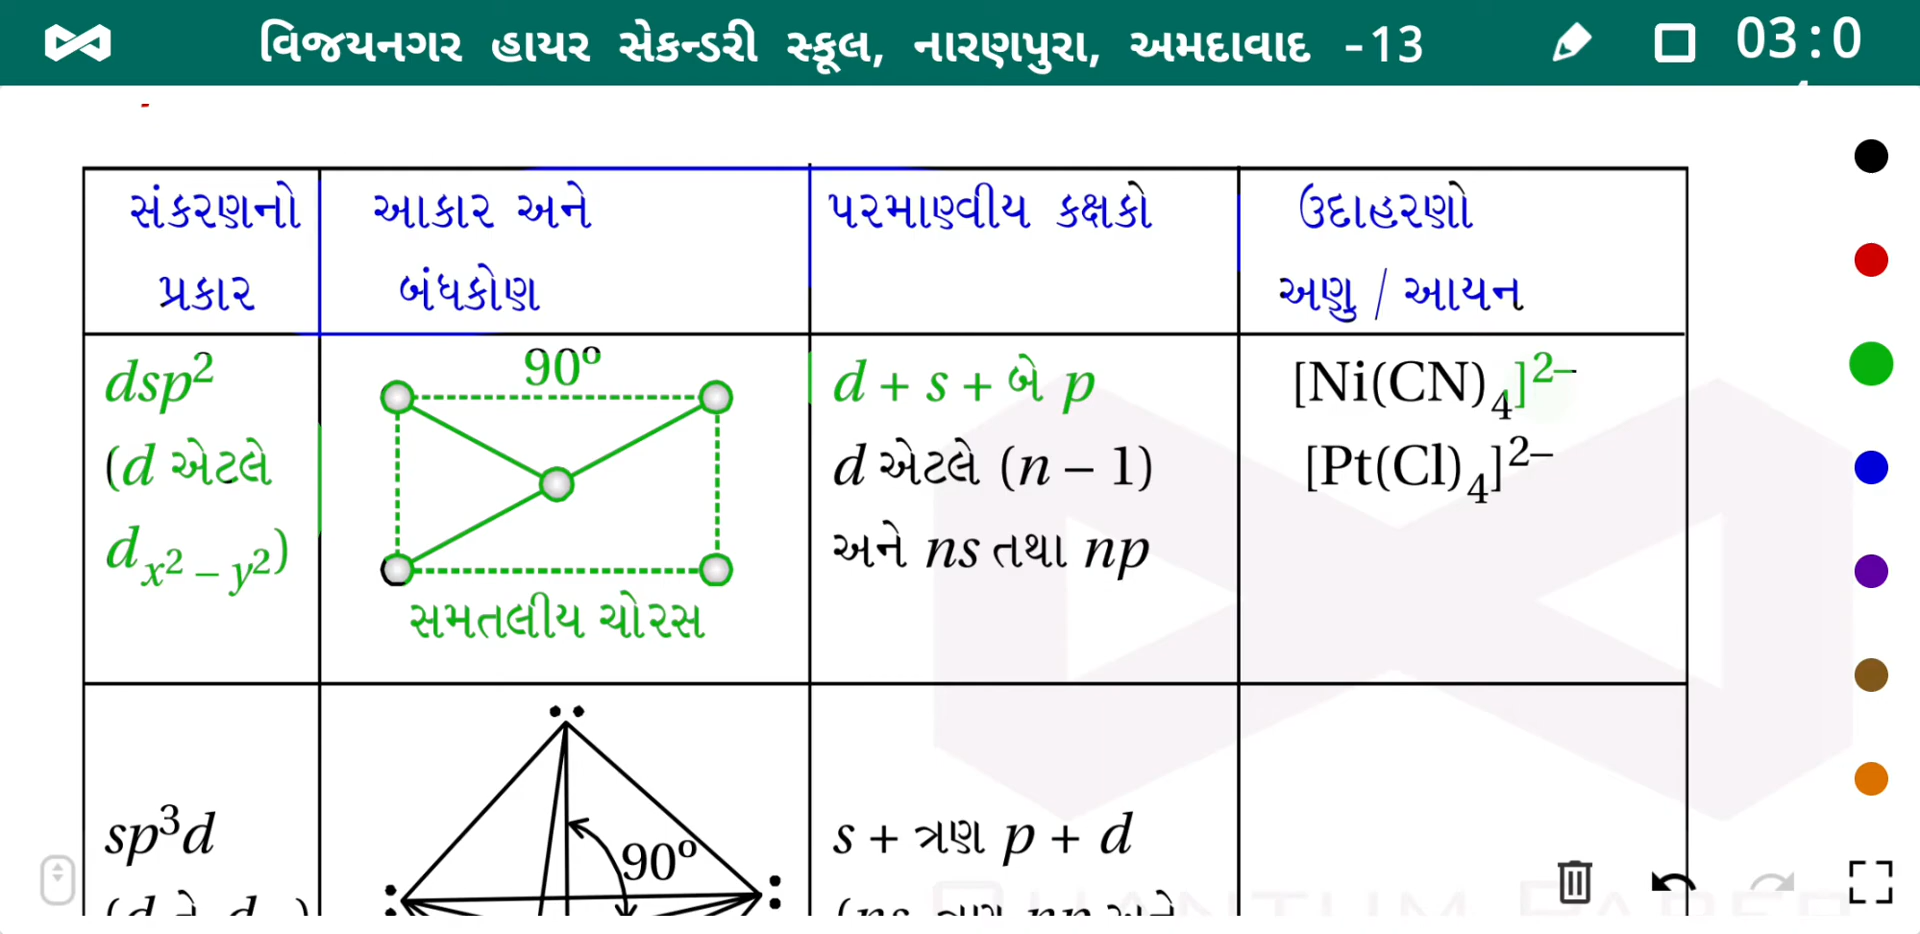 વિજયનગર હાયર સેકન્ડરી સ્કૂલ, નારણપુરા, અમદાવાદ -13
03:0
સંકરણનો પ્રકાર
આકાર અને બંધકોણ
પરમાણ્વીય કક્ષકો
ઉદાહરણો અણુ / આયન
dsp²
(d એટલે
d x² – y²)
90°
સમતલીય ચોરસ
d + s + બે p
d એટલે (n – 1)
અને ns તથા np
[Ni(CN)₄]²⁻
[Pt(Cl)₄]²⁻
sp³d
90°
s + ત્રણ p + d